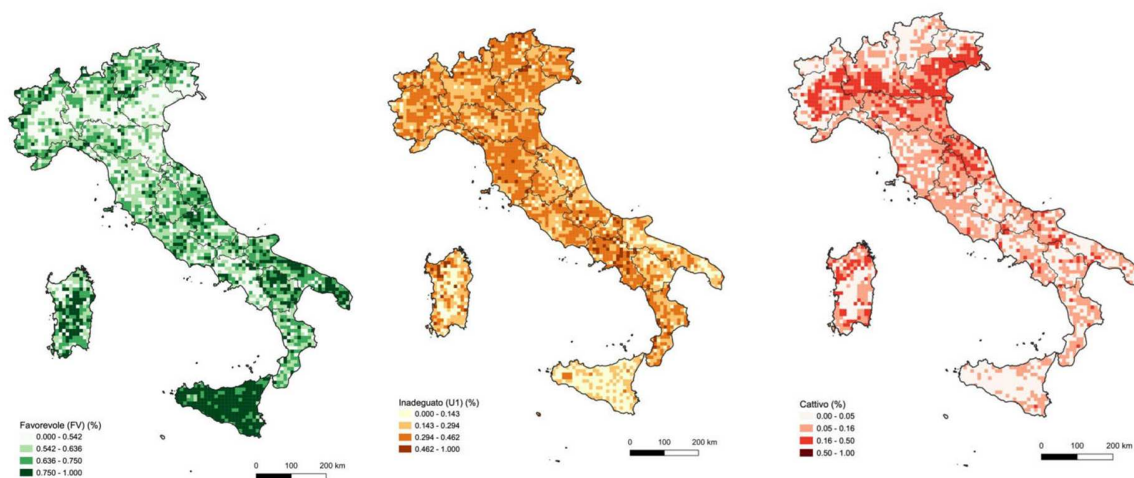 Favorevole (FV) (%)
0.000 - 0.542
0.542 - 0.636
0.636 - 0.750
0.750 - 1.000
0 100 200 km
Inadeguato (U1) (%)
0.000 - 0.143
0.143 - 0.294
0.294 - 0.462
0.462 - 1.000
0 100 200 km
Cattivo (%)
0.00 - 0.05
0.05 - 0.16
0.16 - 0.50
0.50 - 1.00
0 100 200 km